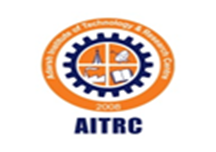 Adarsh Institute of Technology & Research Centre
2008
AITRC